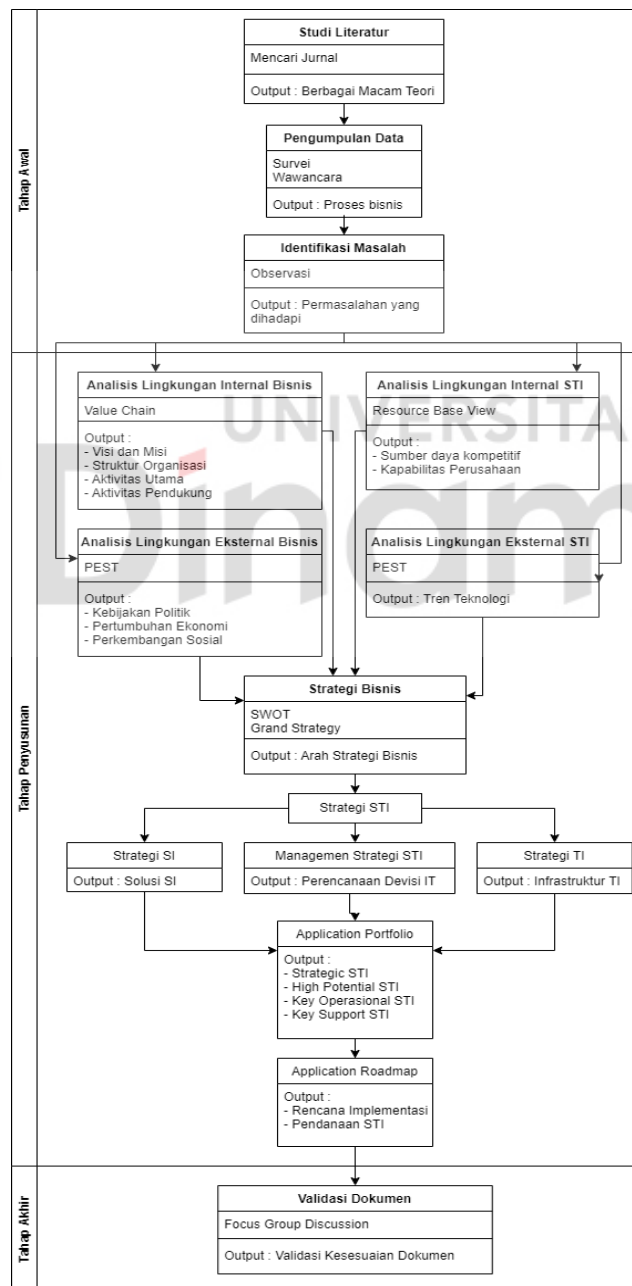 Tahap Awal
Studi Literatur
Mencari Jurnal
Output : Berbagai Macam Teori
Pengumpulan Data
Survei
Wawancara
Output : Proses bisnis
Identifikasi Masalah
Observasi
Output : Permasalahan yang
dihadapi
Tahap Penyusunan
Analisis Lingkungan Internal Bisnis
Value Chain
Output :
- Visi dan Misi
- Struktur Organisasi
- Aktivitas Utama
- Aktivitas Pendukung
Analisis Lingkungan Internal STI
Resource Base View
Output :
- Sumber daya kompetitif
- Kapabilitas Perusahaan
UNIVERSITA
Dinam
Analisis Lingkungan Eksternal Bisnis
PEST
Output :
- Kebijakan Politik
- Pertumbuhan Ekonomi
- Perkembangan Sosial
Analisis Lingkungan Eksternal STI
PEST
Output : Tren Teknologi
Strategi Bisnis
SWOT
Grand Strategy
Output : Arah Strategi Bisnis
Strategi STI
Strategi SI
Output : Solusi SI
Managemen Strategi STI
Output : Perencanaan Devisi IT
Strategi TI
Output : Infrastruktur TI
Application Portfolio
Output :
- Strategic STI
- High Potential STI
- Key Operasional STI
- Key Support STI
Application Roadmap
Output :
- Rencana Implementasi
- Pendanaan STI
Tahap Akhir
Validasi Dokumen
Focus Group Discussion
Output : Validasi Kesesuaian Dokumen